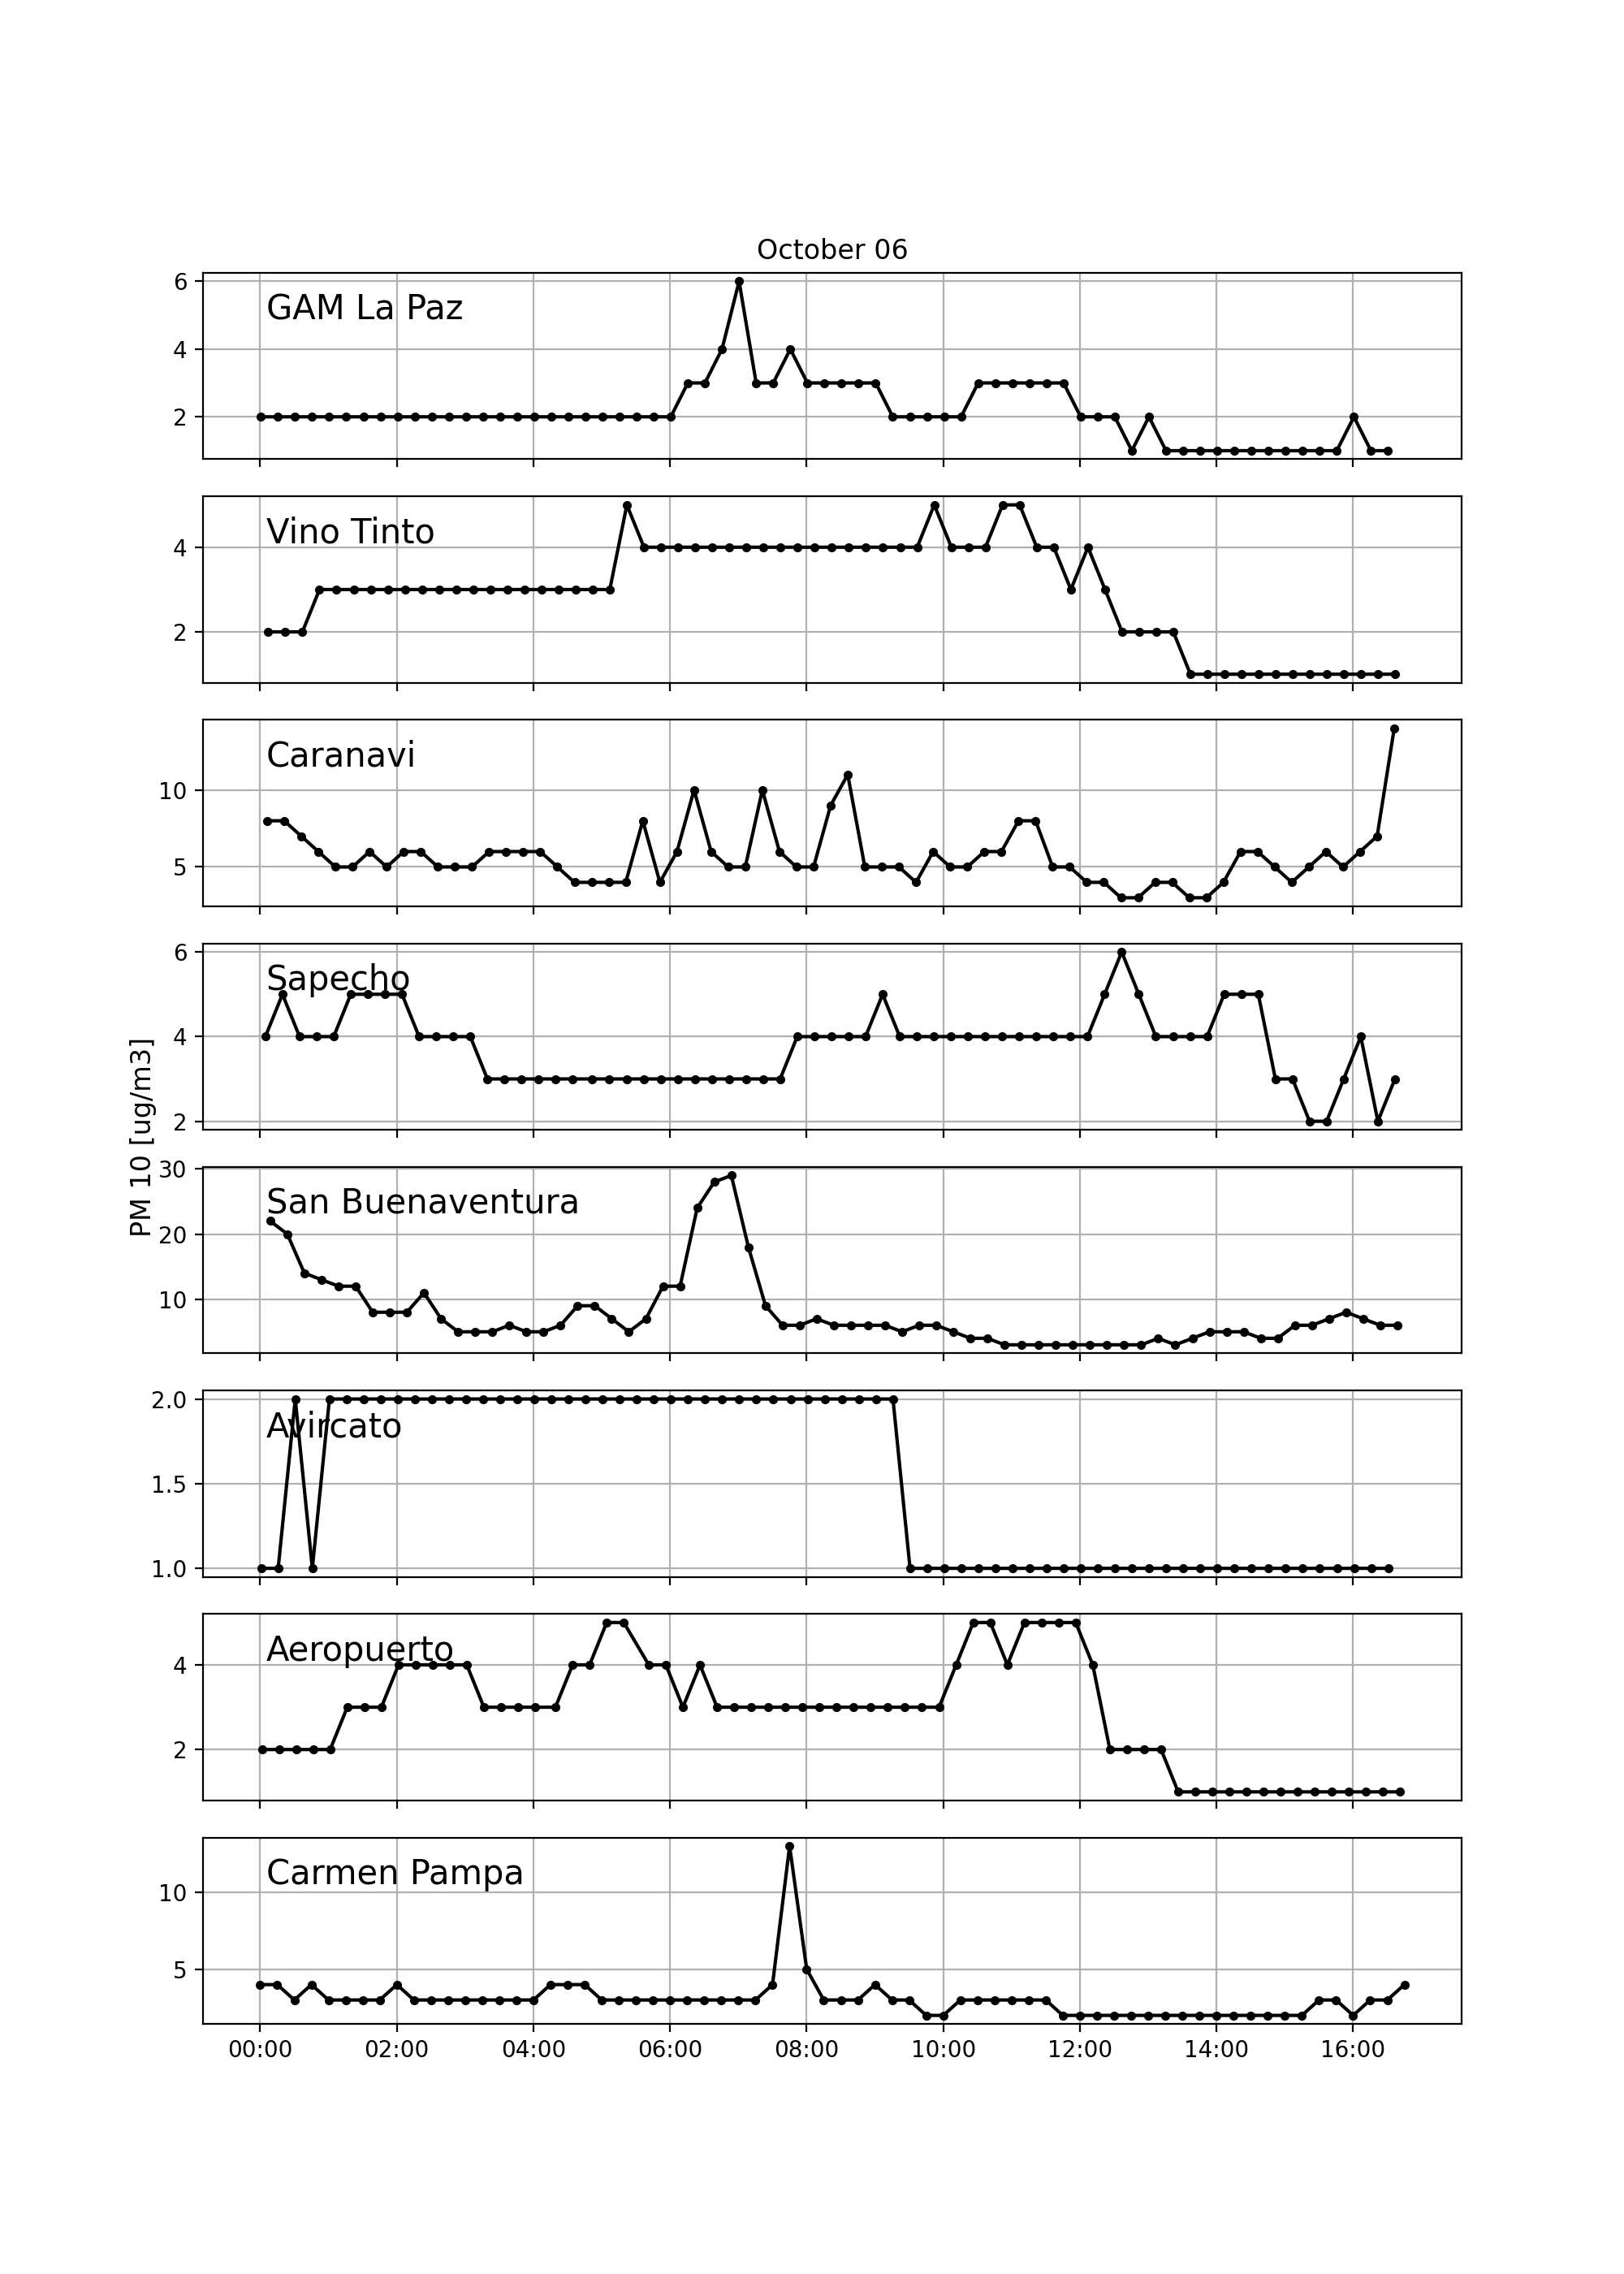 October 06
6
GAM La Paz
4
2
Vino Tinto
4
2
Caranavi
10
5
6
Sapecho
4
2
PM 10 [ug/m3]
30
San Buenaventura
20
10
2.0
Avircato
1.5
1.0
Aeropuerto
4
2
Carmen Pampa
10
5
00:00 02:00 04:00 06:00 08:00 10:00 12:00 14:00 16:00